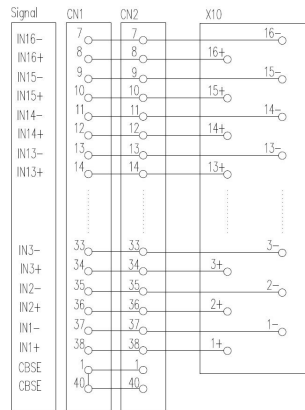 Signal CN1 CN2 X10
IN16- 7 7 16-
IN16+ 8 8 16+
IN15- 9 9 15-
IN15+ 10 10 15+
IN14- 11 11 14-
IN14+ 12 12 14+
IN13- 13 13 13-
IN13+ 14 14 13+
IN3- 33 33 3-
IN3+ 34 34 3+
IN2- 35 35 2-
IN2+ 36 36 2+
IN1- 37 37 1-
IN1+ 38 38 1+
CBSE 1 1
CBSE 40 40